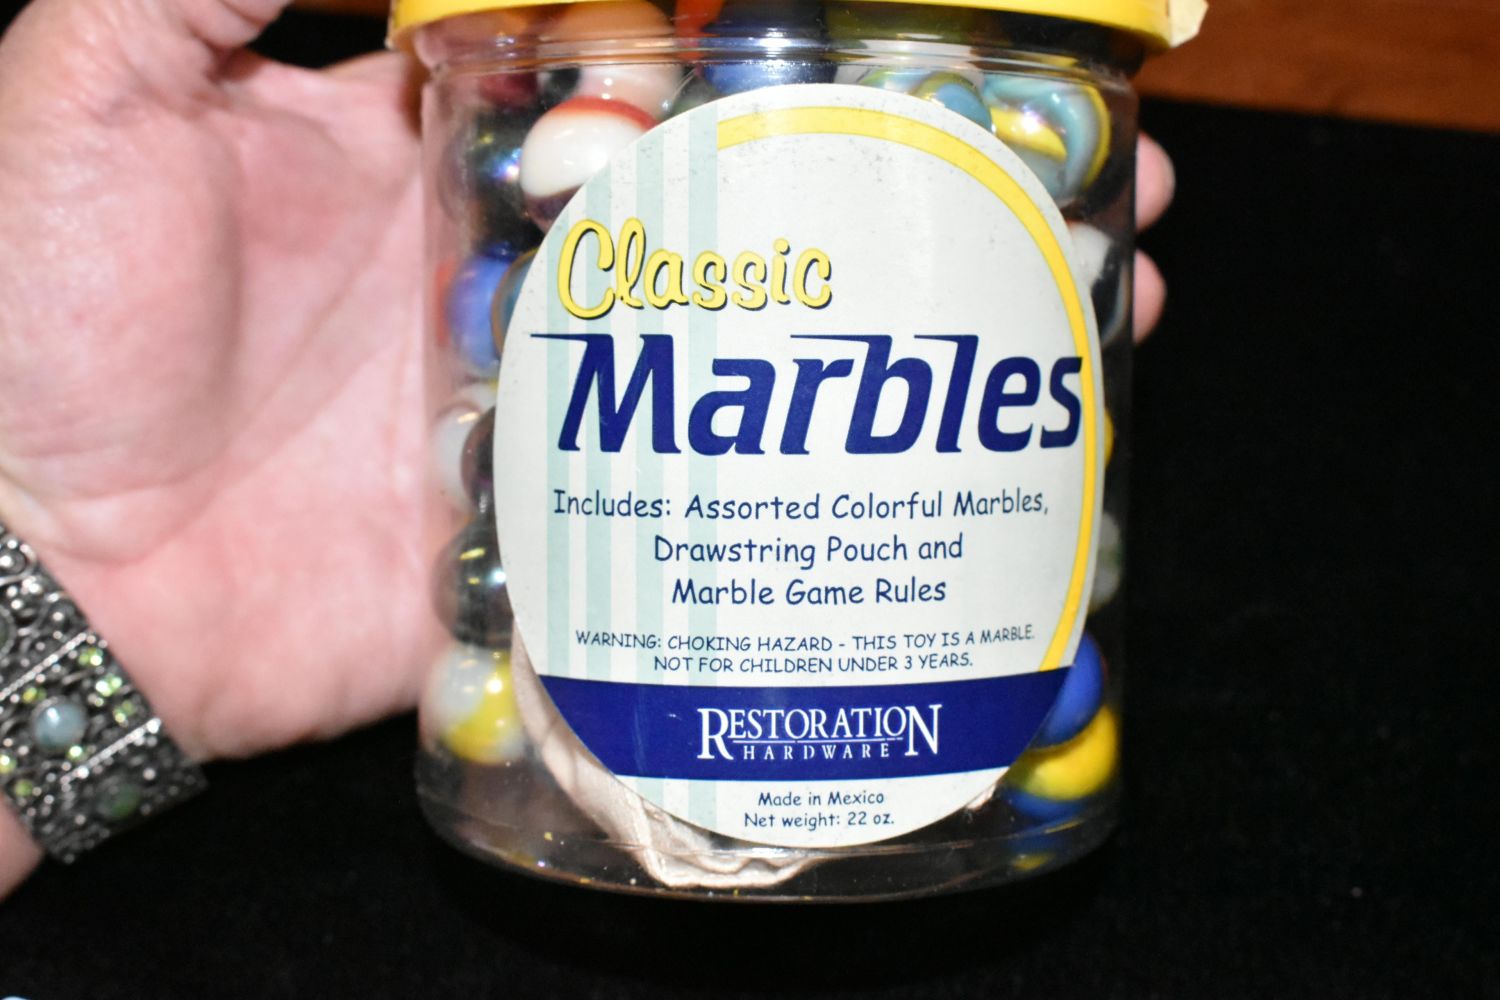 Classic
Marbles
Includes: Assorted Colorful Marbles,
Drawstring Pouch and
Marble Game Rules
WARNING: CHOKING HAZARD - THIS TOY IS A MARBLE.
NOT FOR CHILDREN UNDER 3 YEARS.
RESTORATION
HARDWARE
Made in Mexico
Net weight: 22 oz.